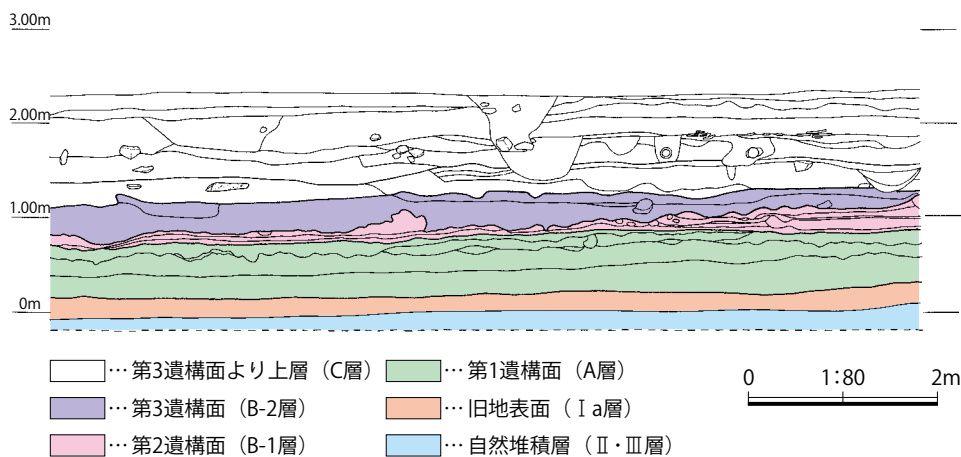 3.00m
2.00m
1.00m
0m
…第3遺構面より上層（C層）
…第1遺構面（A層）
…第3遺構面（B-2層）
…旧地表面（Ⅰa層）
…第2遺構面（B-1層）
…自然堆積層（Ⅱ・Ⅲ層）
0 1:80 2m